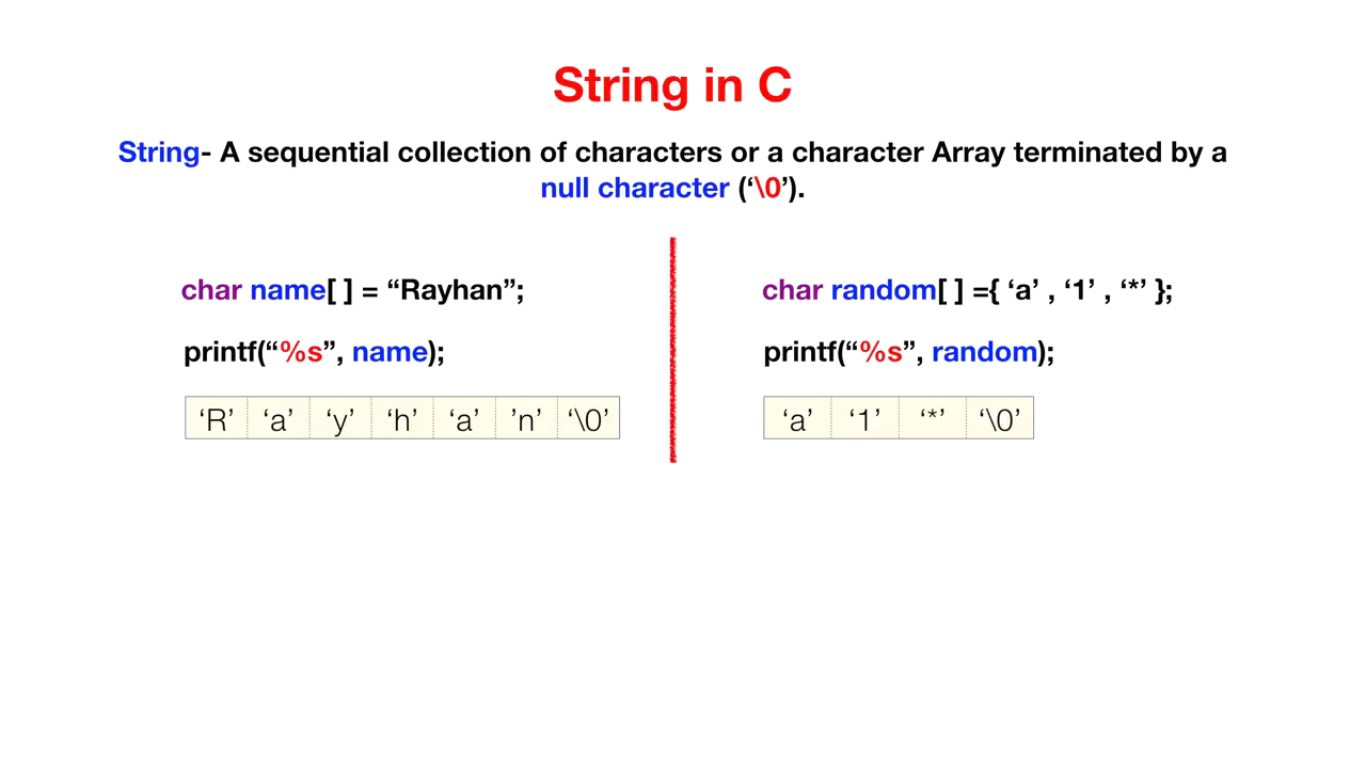 String in C
String- A sequential collection of characters or a character Array terminated by a
null character (‘\0’).
char name[ ] = “Rayhan”;
printf(“%s”, name);
‘R’ ‘a’ ‘y’ ‘h’ ‘a’ ’n’ ‘\0’
char random[ ] ={ ‘a’ , ‘1’ , ‘*’ };
printf(“%s”, random);
‘a’ ‘1’ ‘*’ ‘\0’